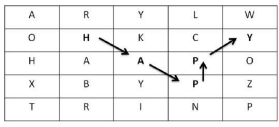 A R Y L W
O H K C Y
H A A P O
X B Y P Z
T R I N P